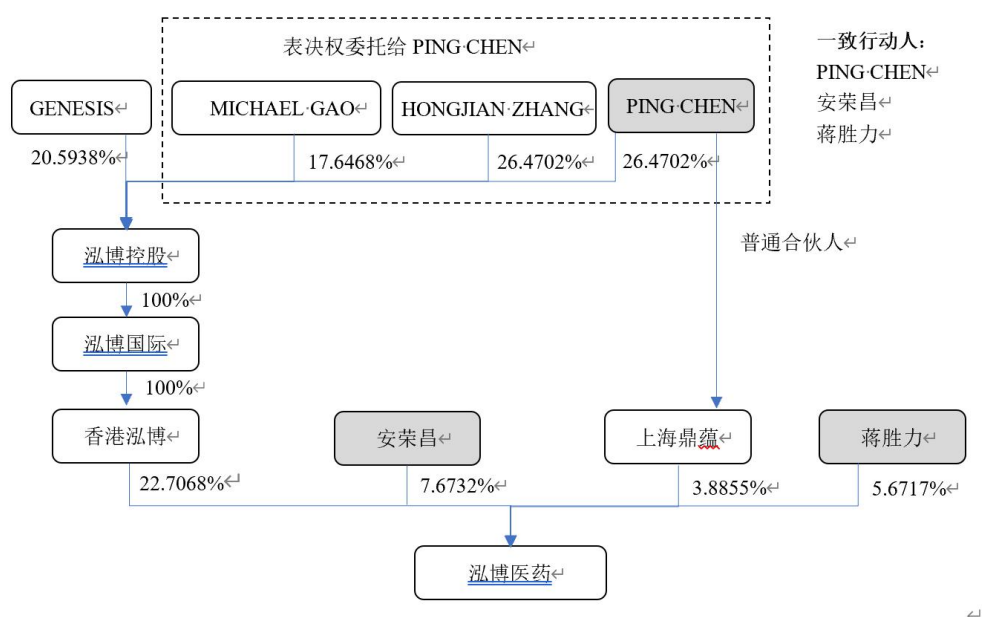 表决权委托给 PING·CHEN↵
一致行动人：
PING·CHEN↵
安荣昌↵
蒋胜力↵
GENESIS↵
MICHAEL·GAO↵
HONGJIAN·ZHANG↵
PING·CHEN↵
20.5938%↵
17.6468%↵
26.4702%↵
26.4702%↵
普通合伙人↵
泓博控股↵
100%↵
泓博国际↵
100%↵
香港泓博↵
安荣昌↵
上海鼎蕴↵
蒋胜力↵
22.7068%↵
7.6732%↵
3.8855%↵
5.6717%↵
泓博医药↵
↵